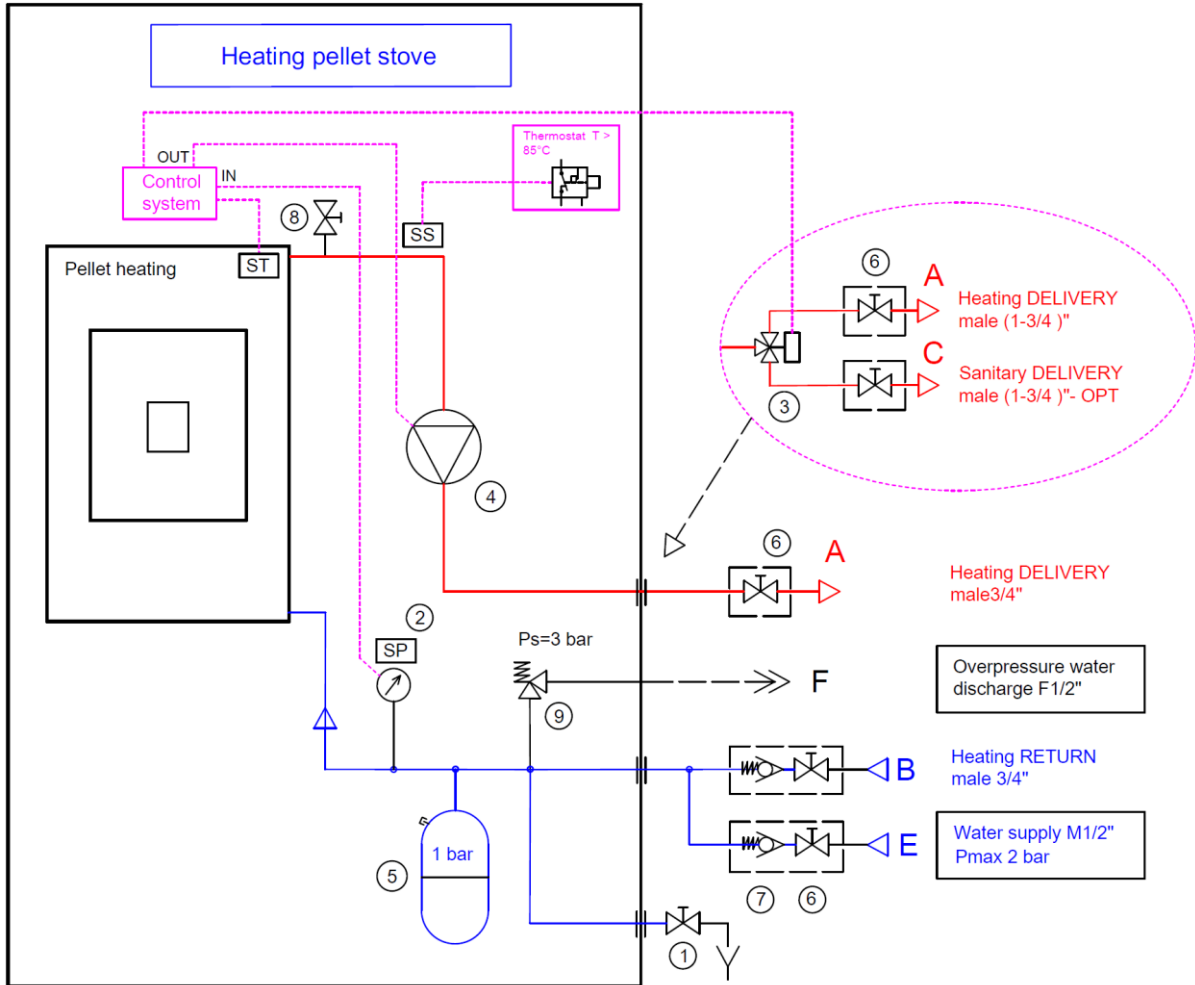 Heating pellet stove
Thermostat T >
85°C
OUT
IN
Control
system
8
SS
Pellet heating
ST
6
A
Heating DELIVERY
male (1-3/4 )"
C
Sanitary DELIVERY
male (1-3/4 )"- OPT
3
4
6
A
Heating DELIVERY
male3/4"
2
SP
Ps=3 bar
F
Overpressure water
discharge F1/2"
9
B
Heating RETURN
male 3/4"
1 bar
5
E
Water supply M1/2"
Pmax 2 bar
7
6
1